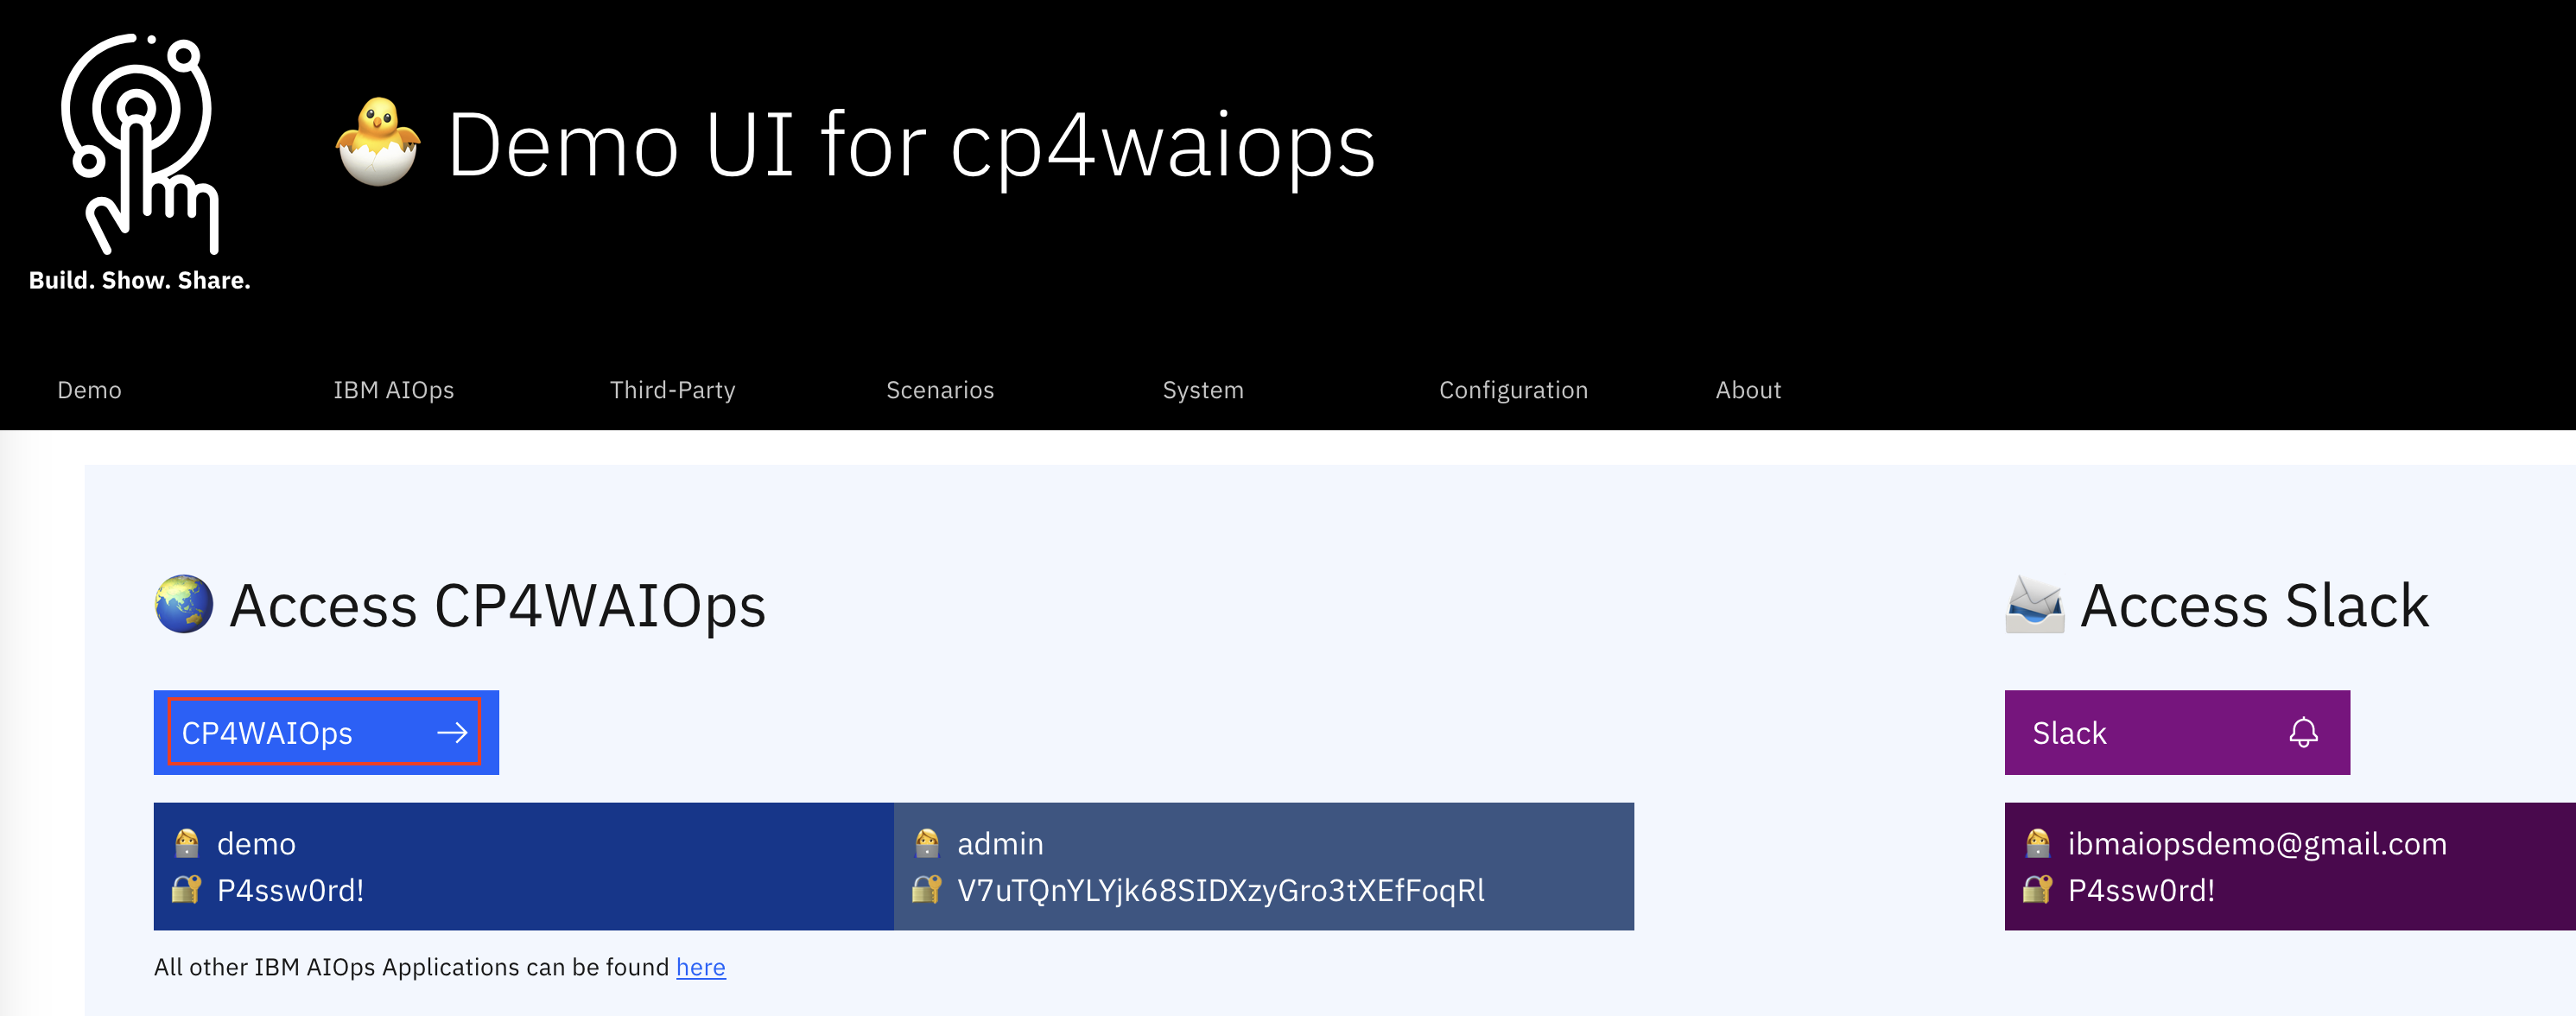 Demo UI for cp4waiops
Build. Show. Share.
Demo IBM AIOps Third-Party Scenarios System Configuration About
Access CP4WAIOps
CP4WAIOps
demo
P4ssw0rd!
admin
V7uTQnYLYjk68SIDXzyGro3tXEfFoqRl
All other IBM AIOps Applications can be found here
Access Slack
Slack
ibmaiopsdemo@gmail.com
P4ssw0rd!